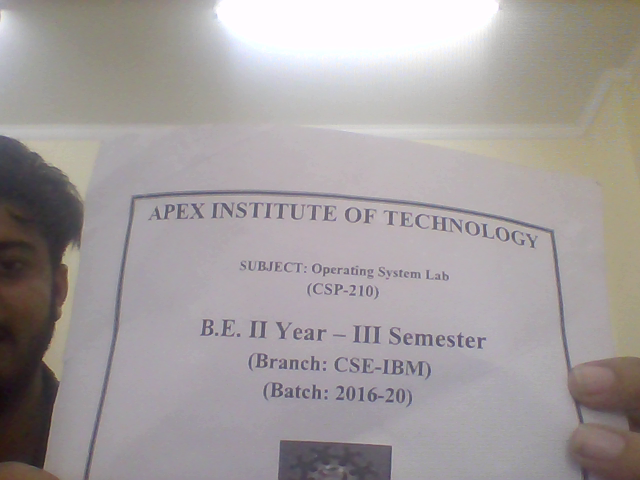 APEX INSTITUTE OF TECHNOLOGY
SUBJECT: Operating System Lab
(CSP-210)
B.E. II Year – III Semester
(Branch: CSE-IBM)
(Batch: 2016-20)